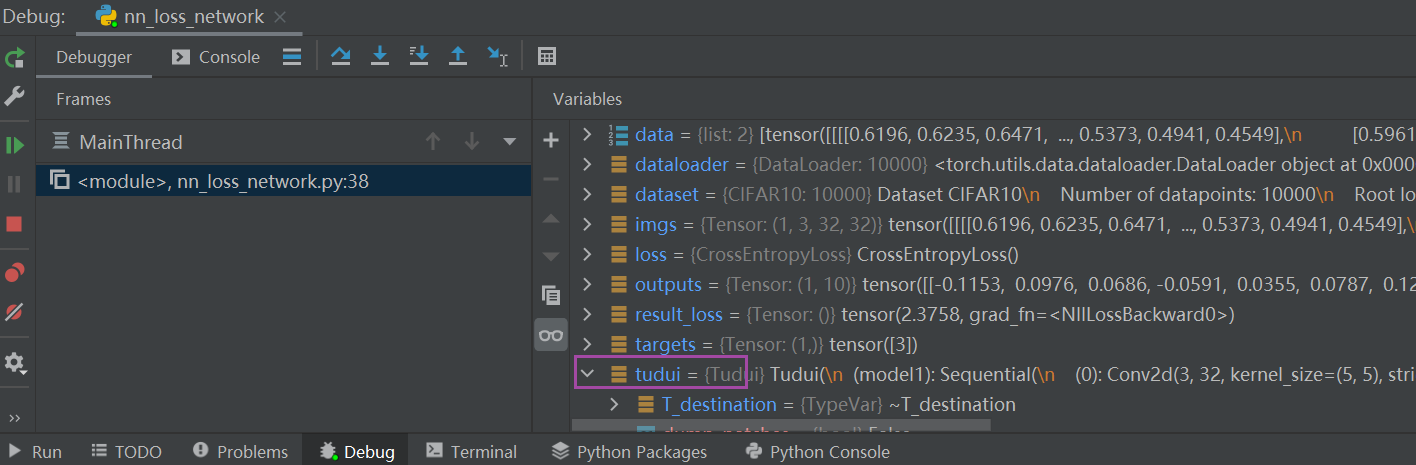 Debug: nn_loss_network
Debugger Console
Frames Variables
MainThread
<module>, nn_loss_network.py:38
data = {list: 2} [tensor([[[[0.6196, 0.6235, 0.6471, ..., 0.5373, 0.4941, 0.4549],\n [0.5961
dataloader = {DataLoader: 10000} <torch.utils.data.dataloader.DataLoader object at 0x000
dataset = {CIFAR10: 10000} Dataset CIFAR10\n Number of datapoints: 10000\n Root lo
imgs = {Tensor: (1, 3, 32, 32)} tensor([[[[0.6196, 0.6235, 0.6471, ..., 0.5373, 0.4941, 0.4549],\
loss = {CrossEntropyLoss} CrossEntropyLoss()
outputs = {Tensor: (1, 10)} tensor([[-0.1153, 0.0976, 0.0686, -0.0591, 0.0355, 0.0787, 0.12
result_loss = {Tensor: ()} tensor(2.3758, grad_fn=<NllLossBackward0>)
targets = {Tensor: (1,)} tensor([3])
tudui = {Tudui} Tudui(\n (model1): Sequential(\n (0): Conv2d(3, 32, kernel_size=(5, 5), stri
T_destination = {TypeVar} ~T_destination
Run TODO Problems Debug Terminal Python Packages Python Console